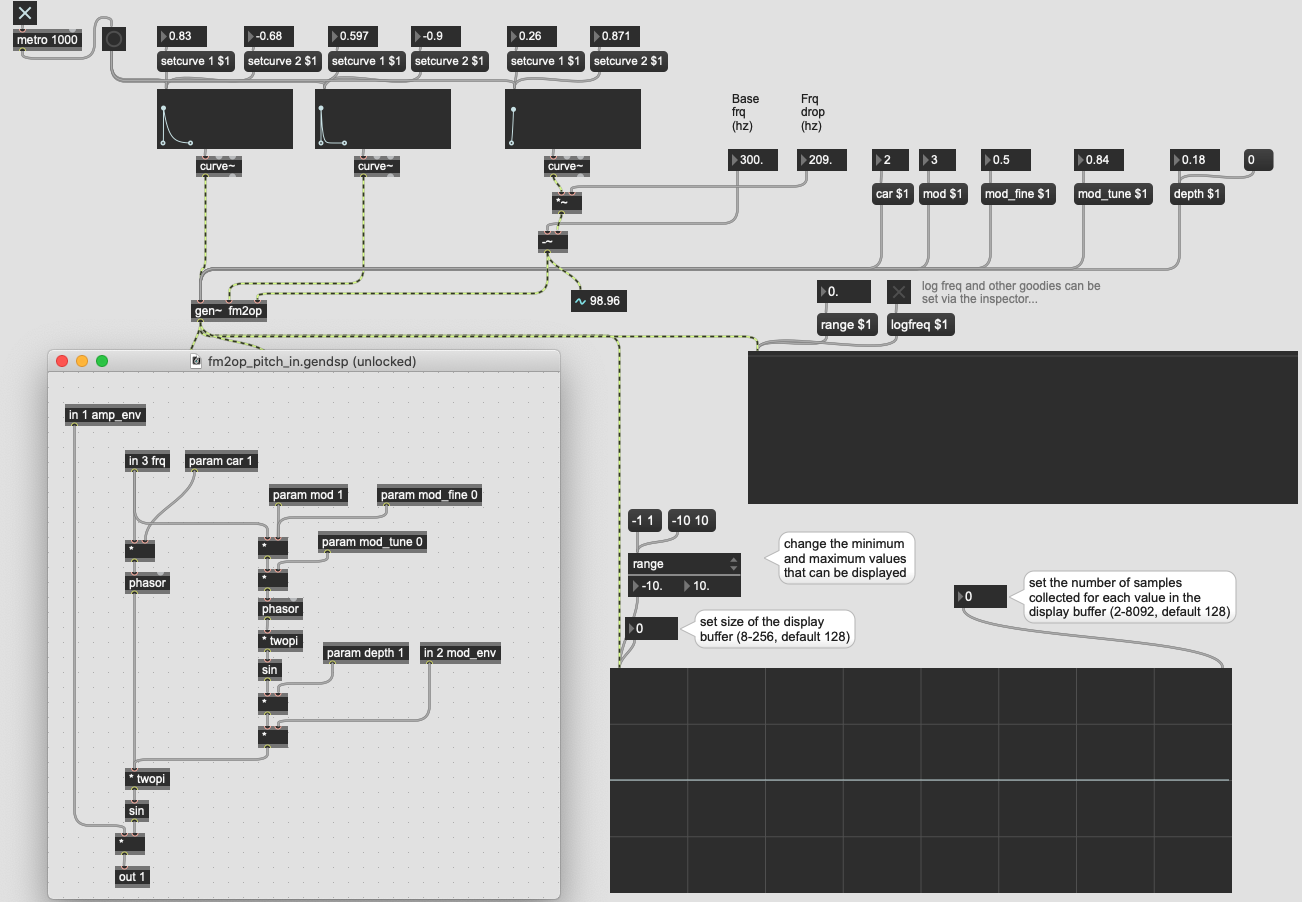 metro 1000
0.83
-0.68
0.597
-0.9
0.26
0.871
setcurve 1 $1
setcurve 2 $1
setcurve 1 $1
setcurve 2 $1
setcurve 1 $1
setcurve 2 $1
Base
frq
(hz)
Frq
drop
(hz)
curve~
curve~
curve~
300.
209.
2
3
0.5
0.84
0.18
0
*~
car $1
mod $1
mod_fine $1
mod_tune $1
depth $1
-~
98.96
gen~ fm2op
0.
log freq and other goodies can be
set via the inspector...
range $1
logfreq $1
fm2op_pitch_in.gendsp (unlocked)
in 1 amp_env
in 3 frq
param car 1
param mod 1
param mod_fine 0
*
*
param mod_tune 0
*
phasor
phasor
* twopi
sin
param depth 1
in 2 mod_env
*
*
* twopi
sin
*
out 1
-1 1
-10 10
range
-10.
10.
change the minimum
and maximum values
that can be displayed
0
set size of the display
buffer (8-256, default 128)
0
set the number of samples
collected for each value in the
display buffer (2-8092, default 128)